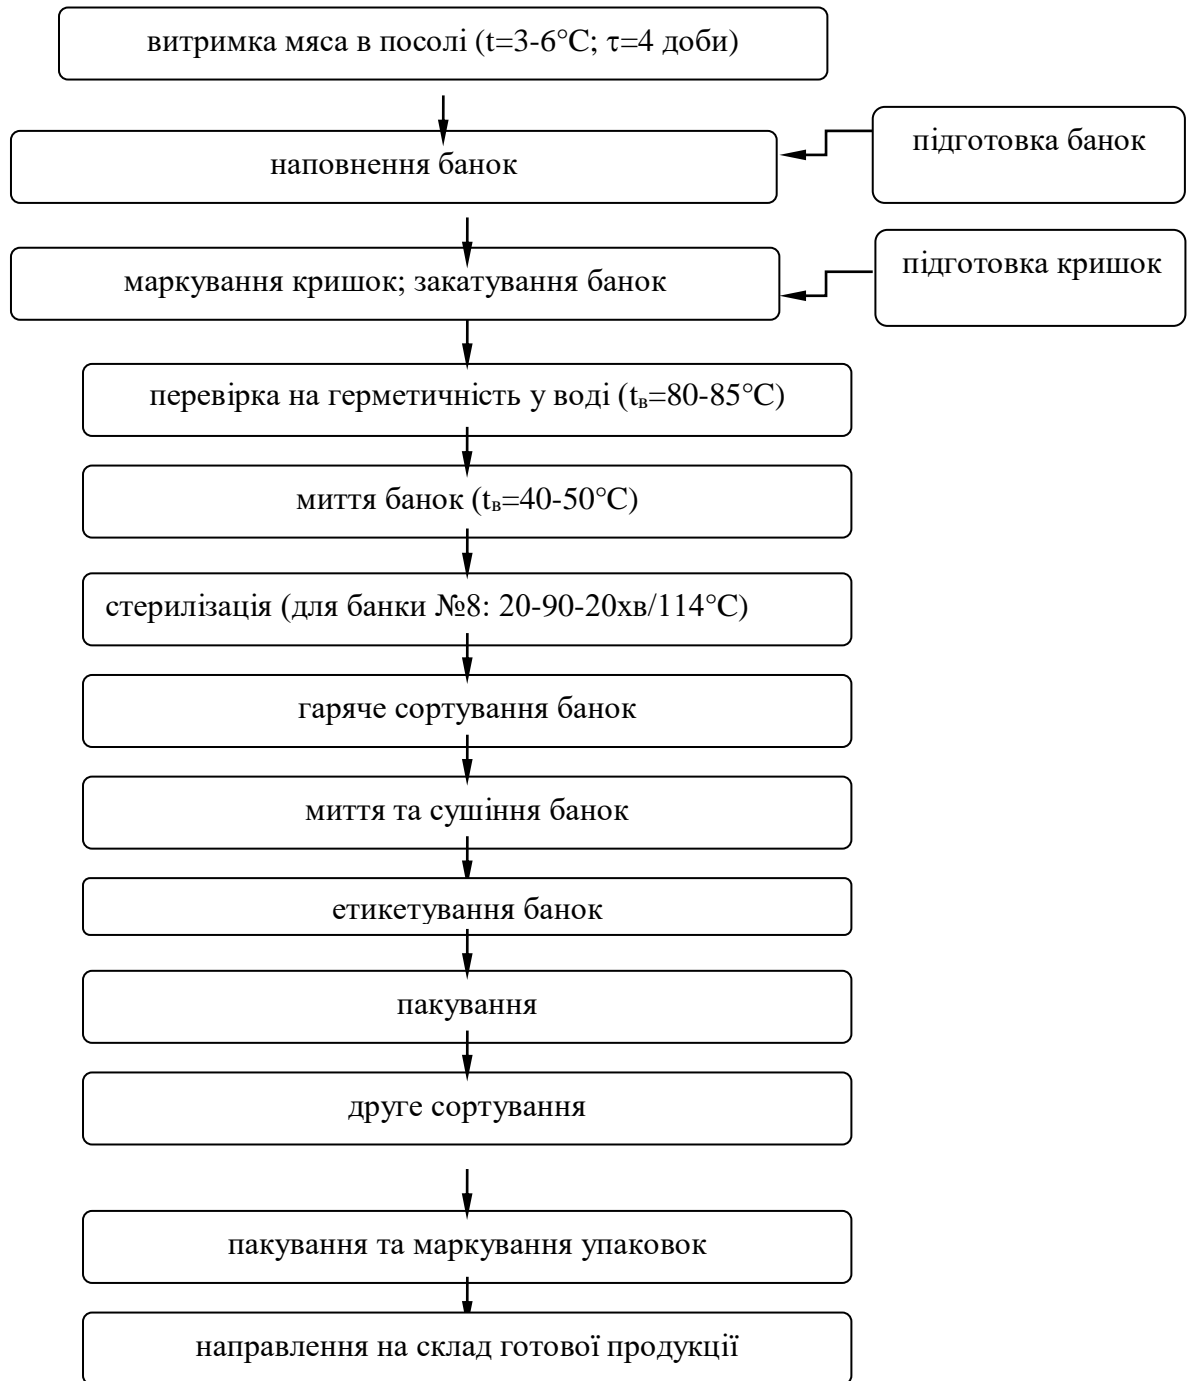 витримка мяса в посолі (t=3-6°С; τ=4 доби)
наповнення банок
підготовка банок
маркування кришок; закатування банок
підготовка кришок
перевірка на герметичність у воді (tв=80-85°С)
миття банок (tв=40-50°С)
стерилізація (для банки №8: 20-90-20хв/114°С)
гаряче сортування банок
миття та сушіння банок
етикетування банок
пакування
друге сортування
пакування та маркування упаковок
направлення на склад готової продукції